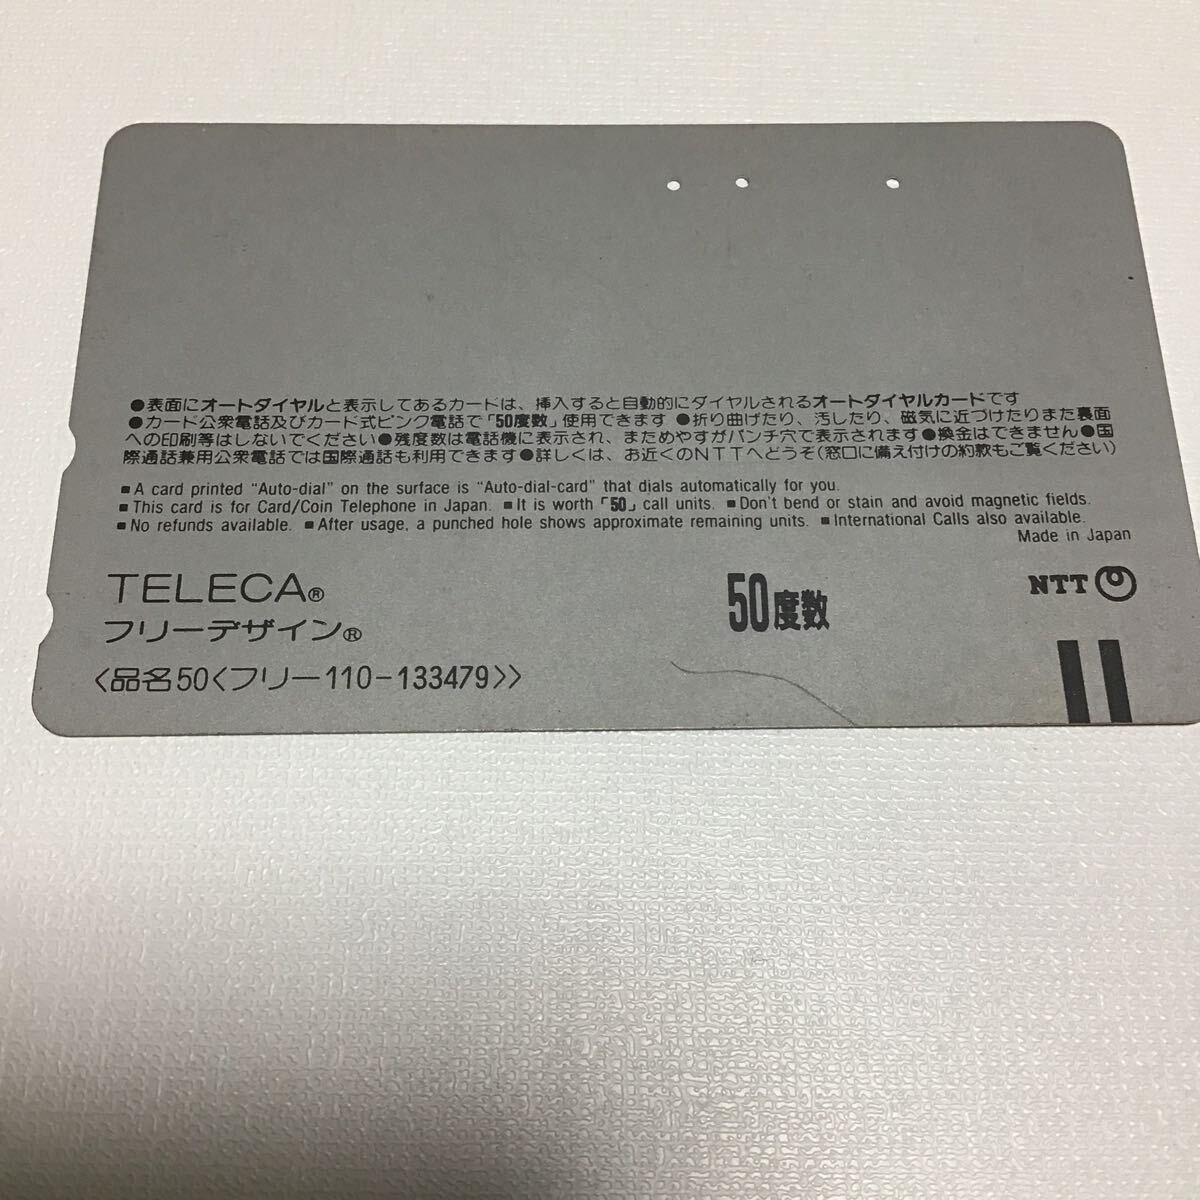 ●表面にオートダイヤルと表示してあるカードは、挿入すると自動的にダイヤルされるオートダイヤルカードです
●カード公衆電話及びカード式ピンク電話で「50度数」使用できます ●折り曲げたり、汚したり、磁気に近づけたりまた裏面
への印刷等はしないでください●残度数は電話機に表示され、まためやすがパンチ穴で表示されます●換金はできません●国
際通話兼用公衆電話では国際通話も利用できます●詳しくは、お近くのNTTへどうぞ(窓口に備え付けの約款もご覧ください)
■A card printed "Auto-dial" on the surface is "Auto-dial-card" that dials automatically for you.
■This card is for Card/Coin Telephone in Japan. ■It is worth「50」call units. ■Don't bend or stain and avoid magnetic fields.
■No refunds available. ■After usage, a punched hole shows approximate remaining units. ■International Calls also available.
Made in Japan
TELECA®
50度数
NTT
フリーデザイン®
〈品名50〈フリー110-133479〉〉